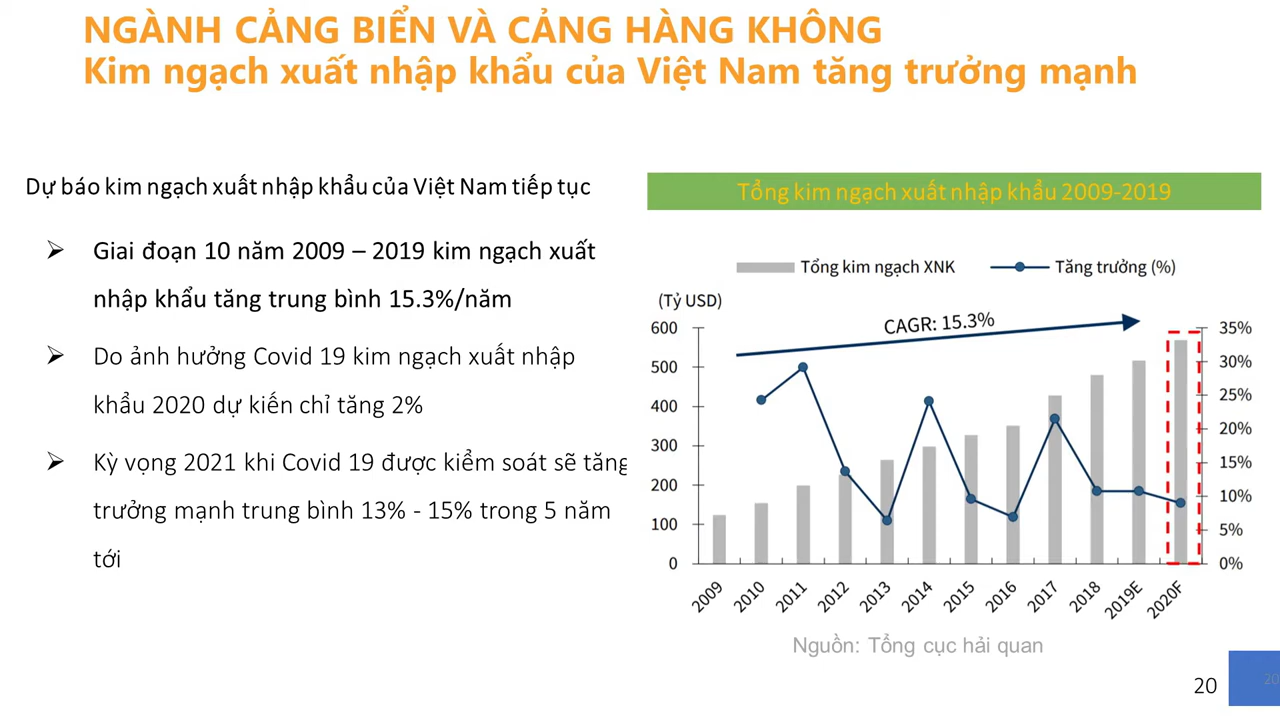 NGÀNH CẢNG BIỂN VÀ CẢNG HÀNG KHÔNG
Kim ngạch xuất nhập khẩu của Việt Nam tăng trưởng mạnh
Dự báo kim ngạch xuất nhập khẩu của Việt Nam tiếp tục
➢ Giai đoạn 10 năm 2009 – 2019 kim ngạch xuất
nhập khẩu tăng trung bình 15.3%/năm
➢ Do ảnh hưởng Covid 19 kim ngạch xuất nhập
khẩu 2020 dự kiến chỉ tăng 2%
➢ Kỳ vọng 2021 khi Covid 19 được kiểm soát sẽ tăng
trưởng mạnh trung bình 13% - 15% trong 5 năm
tới
Tổng kim ngạch xuất nhập khẩu 2009-2019
Tổng kim ngạch XNK
Tăng trưởng (%)
(Tỷ USD)
CAGR: 15.3%
600
500
400
300
200
100
0
35%
30%
25%
20%
15%
10%
5%
0%
2009
2010
2011
2012
2013
2014
2015
2016
2017
2018
2019E
2020F
Nguồn: Tổng cục hải quan
20
20